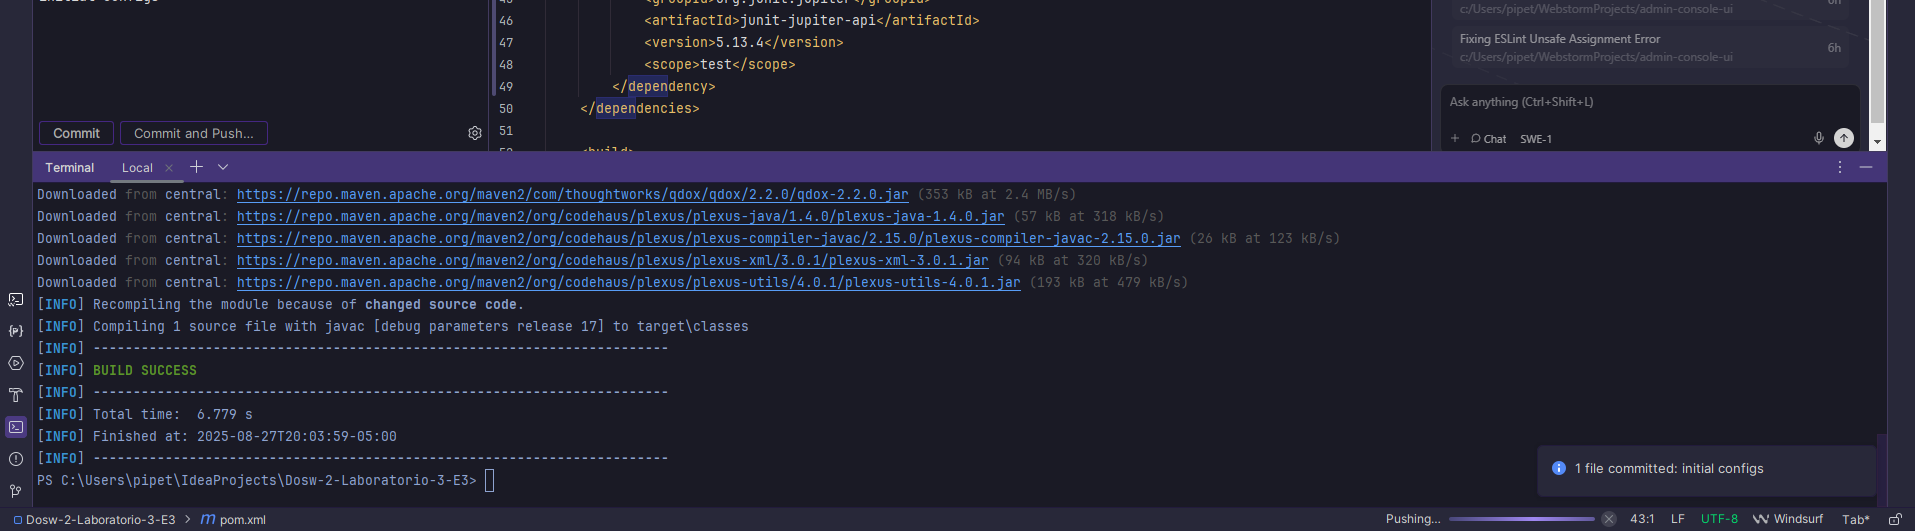 46 <artifactId>junit-jupiter-api</artifactId>
47 <version>5.13.4</version>
48 <scope>test</scope>
49 </dependency>
50 </dependencies>
51
c:/Users/pipet/WebstormProjects/admin-console-ui
Fixing ESLint Unsafe Assignment Error
6h
c:/Users/pipet/WebstormProjects/admin-console-ui
Ask anything (Ctrl+Shift+L)
+ Chat SWE-1
Commit Commit and Push...
Terminal Local × +
Downloaded from central: https://repo.maven.apache.org/maven2/com/thoughtworks/qdox/qdox/2.2.0/qdox-2.2.0.jar (353 kB at 2.4 MB/s)
Downloaded from central: https://repo.maven.apache.org/maven2/org/codehaus/plexus/plexus-java/1.4.0/plexus-java-1.4.0.jar (57 kB at 318 kB/s)
Downloaded from central: https://repo.maven.apache.org/maven2/org/codehaus/plexus/plexus-compiler-javac/2.15.0/plexus-compiler-javac-2.15.0.jar (26 kB at 123 kB/s)
Downloaded from central: https://repo.maven.apache.org/maven2/org/codehaus/plexus/plexus-xml/3.0.1/plexus-xml-3.0.1.jar (94 kB at 320 kB/s)
Downloaded from central: https://repo.maven.apache.org/maven2/org/codehaus/plexus/plexus-utils/4.0.1/plexus-utils-4.0.1.jar (193 kB at 479 kB/s)
[INFO] Recompiling the module because of changed source code.
[INFO] Compiling 1 source file with javac [debug parameters release 17] to target\classes
[INFO] ------------------------------------------------------------------------
[INFO] BUILD SUCCESS
[INFO] ------------------------------------------------------------------------
[INFO] Total time:  6.779 s
[INFO] Finished at: 2025-08-27T20:03:59-05:00
[INFO] ------------------------------------------------------------------------
PS C:\Users\pipet\IdeaProjects\Dosw-2-Laboratorio-3-E3>
1 file committed: initial configs
Dosw-2-Laboratorio-3-E3 > m pom.xml
Pushing... 43:1 LF UTF-8 Windsurf Tab*